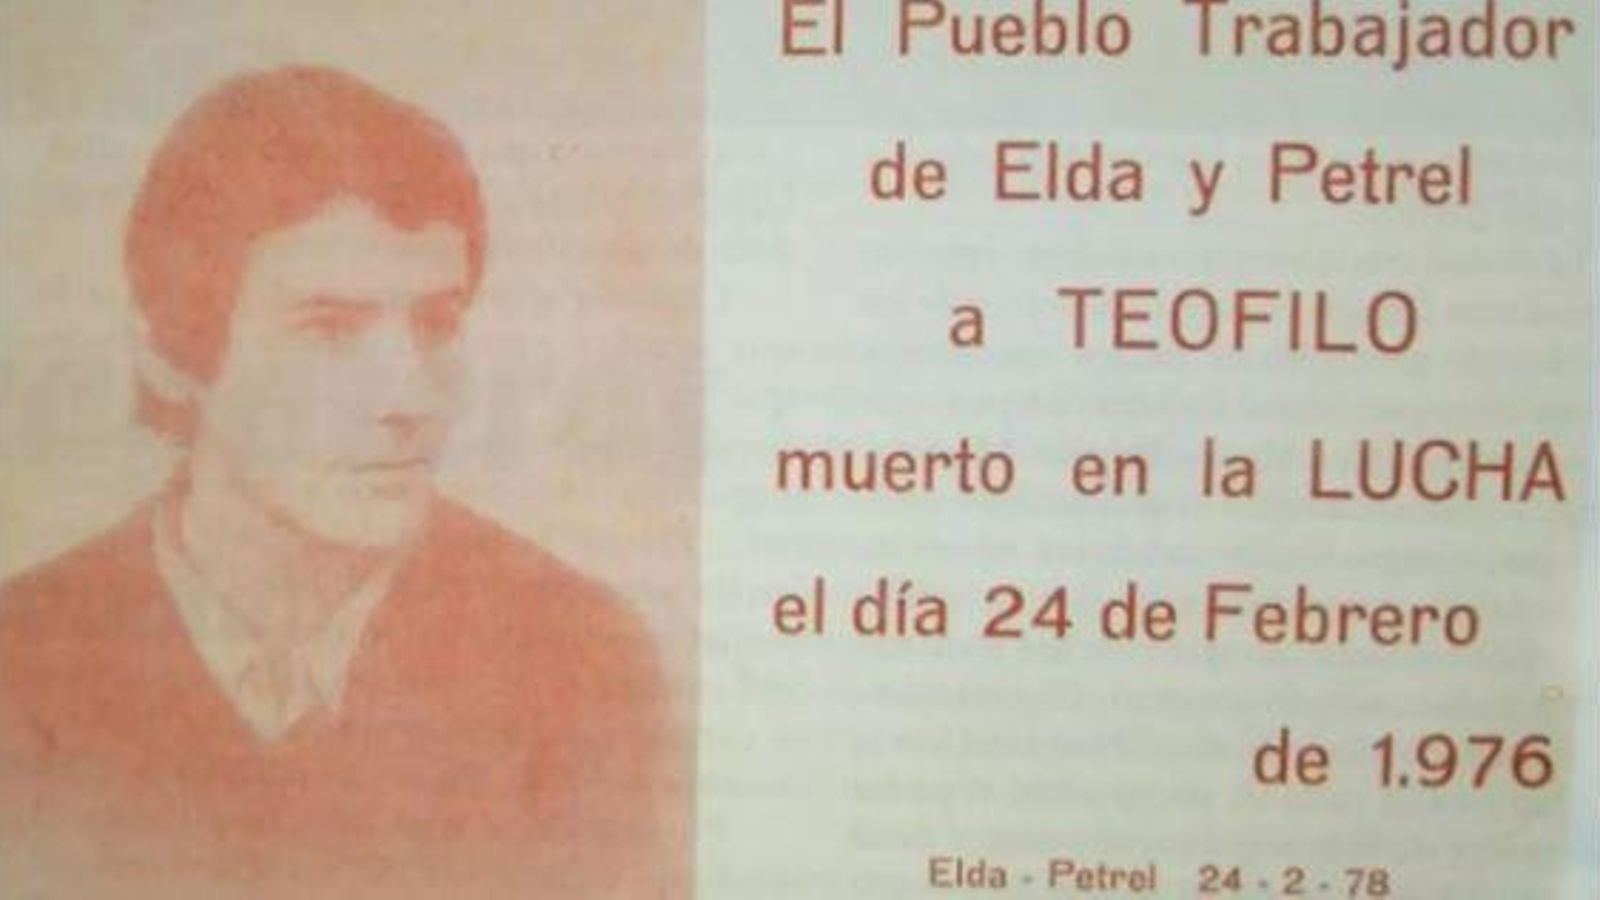 El Pueblo Trabajador
de Elda y Petrel
a TEOFILO
muerto en la LUCHA
el día 24 de Febrero
de 1.976
Elda - Petrel 24 - 2 - 78